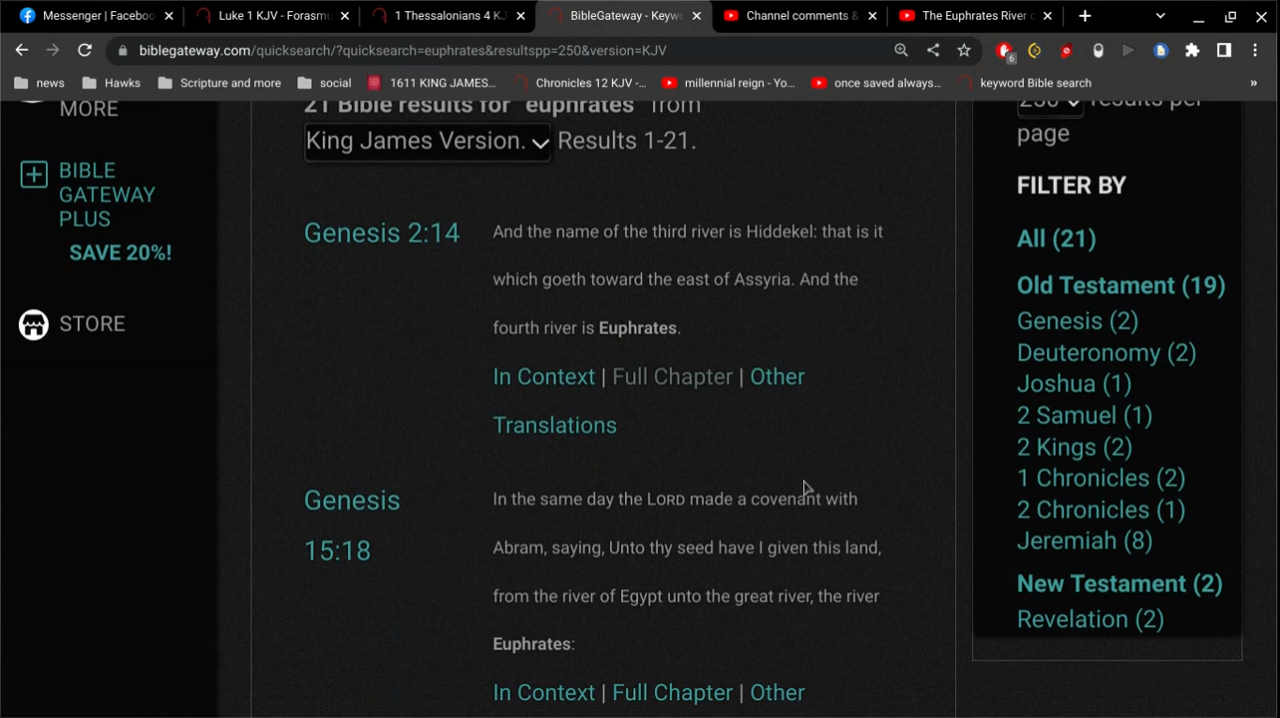 Messenger | Faceboo
Luke 1 KJV - Forasmu
1 Thessalonians 4 KJ
BibleGateway - Keywo
Channel comments &
The Euphrates River c
biblegateway.com/quicksearch/?quicksearch=euphrates&resultspp=250&version=KJV
6
news
Hawks
Scripture and more
social
1611 KING JAMES...
Chronicles 12 KJV -...
millennial reign - Yo...
once saved always...
keyword Bible search
»
MORE
BIBLE
GATEWAY
PLUS
SAVE 20%!
STORE
21 Bible results for "euphrates" from
King James Version. Results 1-21.
Genesis 2:14
And the name of the third river is Hiddekel: that is it
which goeth toward the east of Assyria. And the
fourth river is Euphrates.
In Context | Full Chapter | Other
Translations
Genesis
15:18
In the same day the LORD made a covenant with
Abram, saying, Unto thy seed have I given this land,
from the river of Egypt unto the great river, the river
Euphrates:
In Context | Full Chapter | Other
250 results per
page
FILTER BY
All (21)
Old Testament (19)
Genesis (2)
Deuteronomy (2)
Joshua (1)
2 Samuel (1)
2 Kings (2)
1 Chronicles (2)
2 Chronicles (1)
Jeremiah (8)
New Testament (2)
Revelation (2)